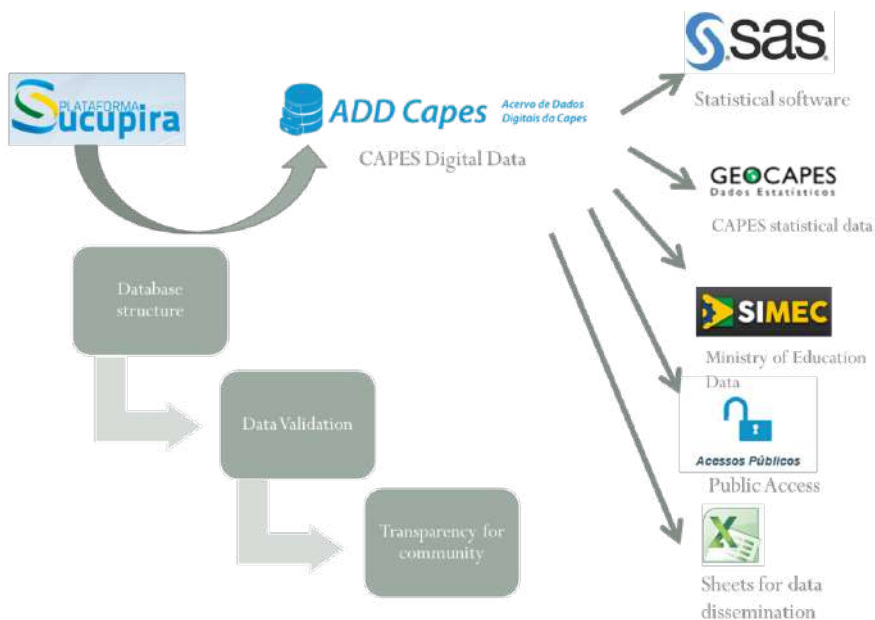 PLATAFORMA
Sucupira
ADD Capes
Acervo de Dados
Digitais da Capes
CAPES Digital Data
Database
structure
Data Validation
Transparency for
community
sas
Statistical software
GEOCAPES
Dados Estatísticos
CAPES statistical data
SIMEC
Ministry of Education
Data
Acessos Públicos
Public Access
X
Sheets for data
dissemination